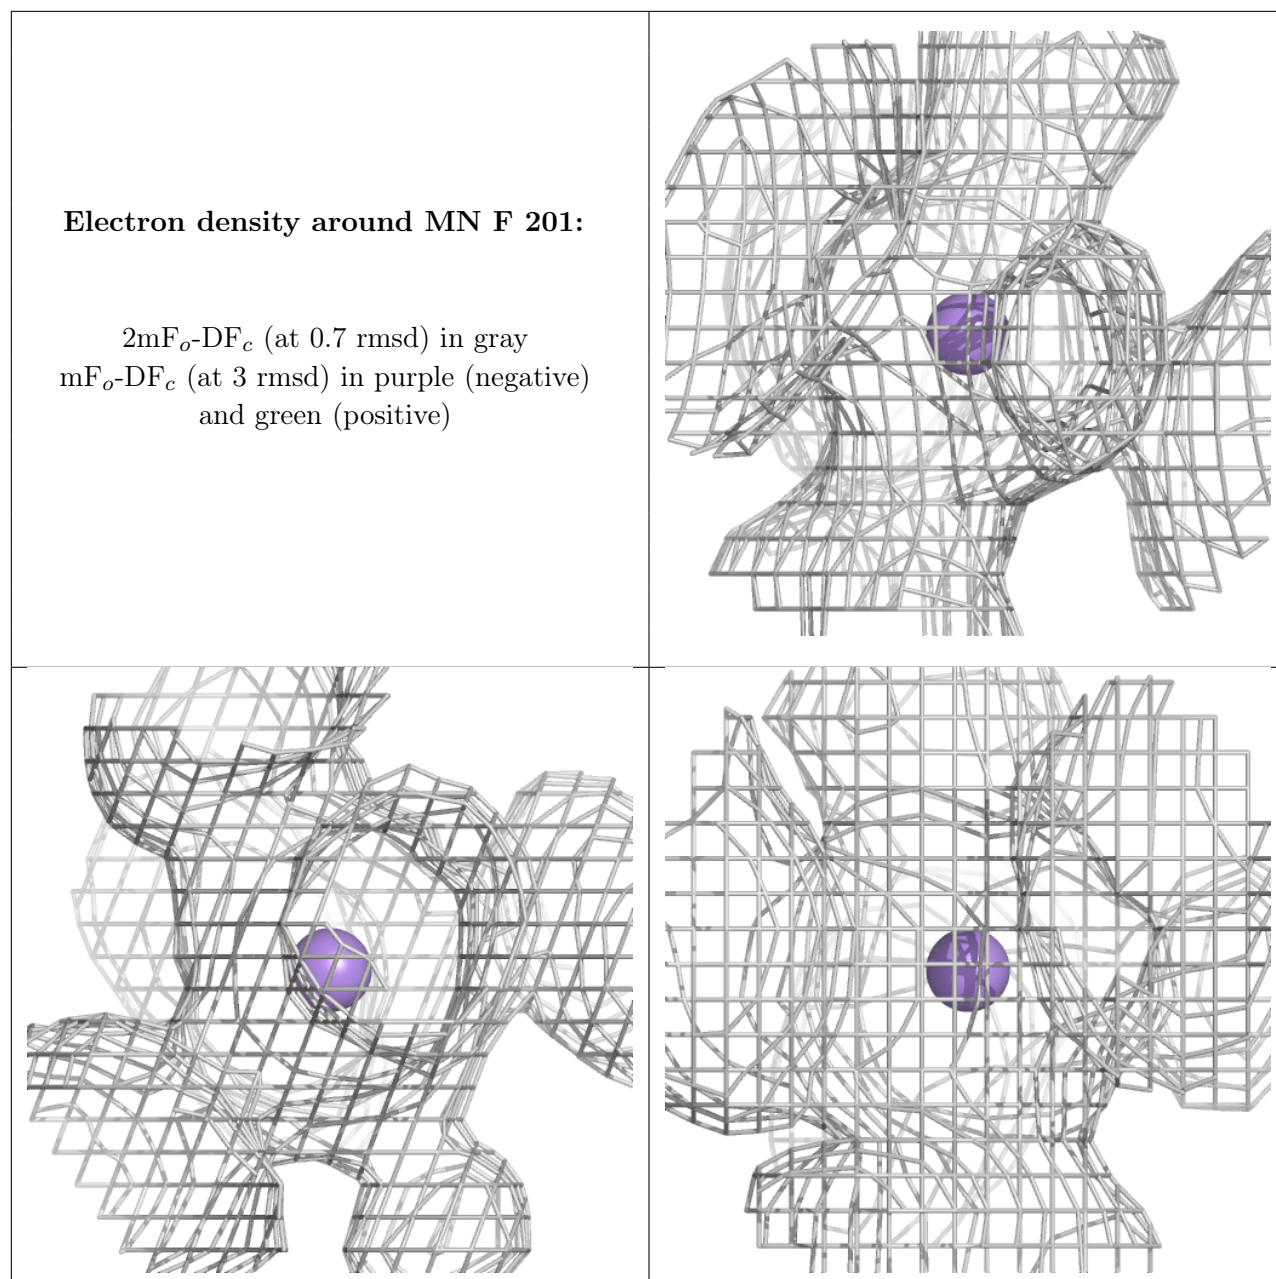 Electron density around MN F 201:
2mFo-DFc (at 0.7 rmsd) in gray
mFo-DFc (at 3 rmsd) in purple (negative)
and green (positive)